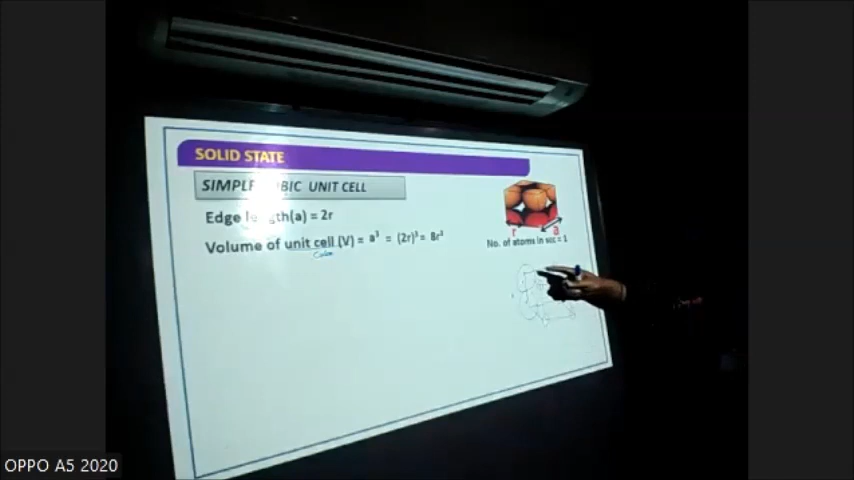 SOLID STATE
SIMPLE CUBIC UNIT CELL
Edge length(a) = 2r
Volume of unit cell (V) = a³ = (2r)³ = 8r³
r a
No. of atoms in scc = 1
OPPO A5 2020